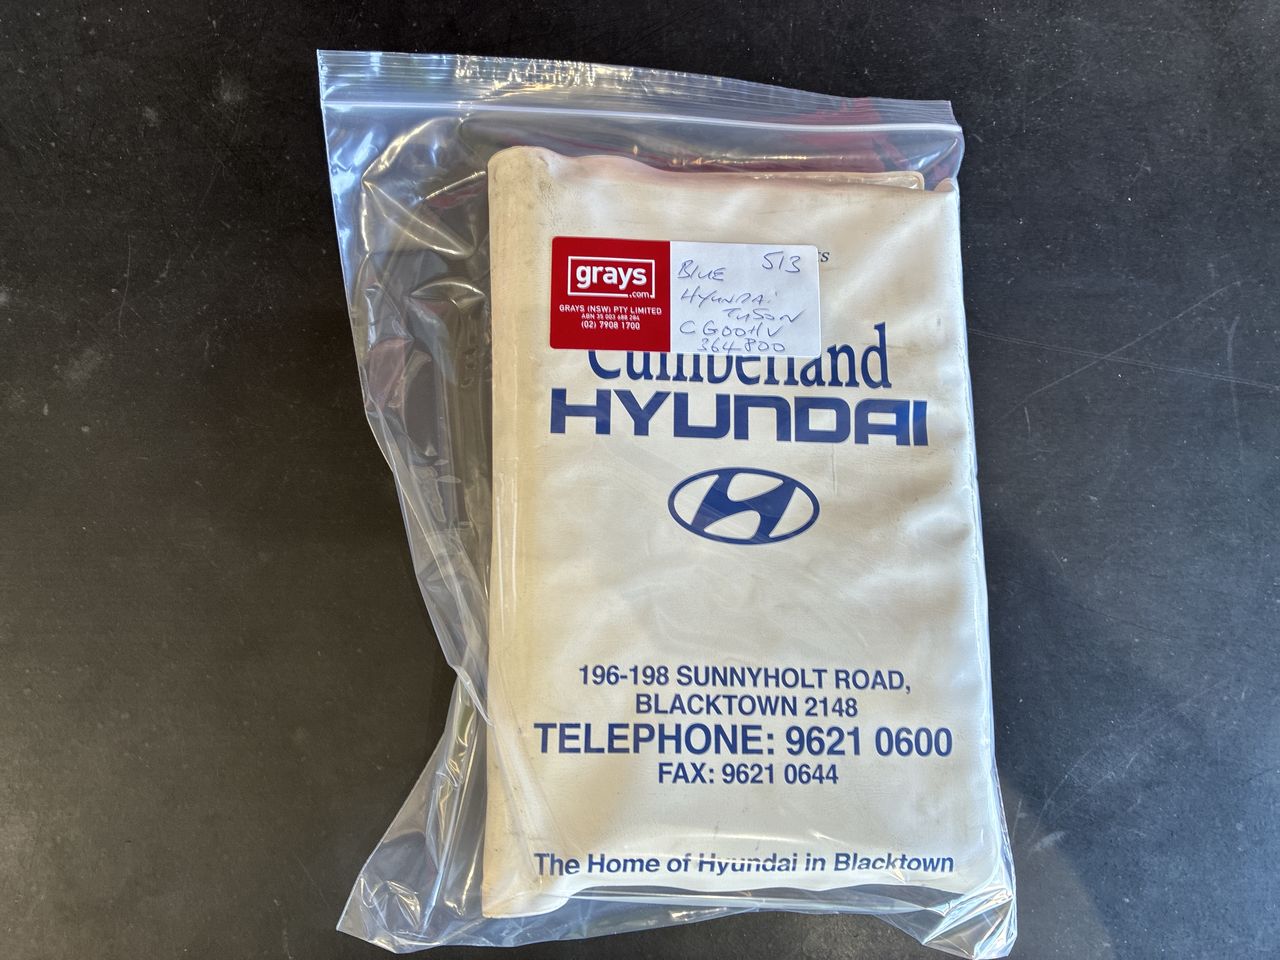 grays
.com
GRAYS (NSW) PTY LIMITED
ABN 35 003 688 284
(02) 7908 1700
BLUE 513
HYUNDAI
TUSSON
CG00HV
364800
Cumberland
HYUNDAI
196-198 SUNNYHOLT ROAD,
BLACKTOWN 2148
TELEPHONE: 9621 0600
FAX: 9621 0644
The Home of Hyundai in Blacktown